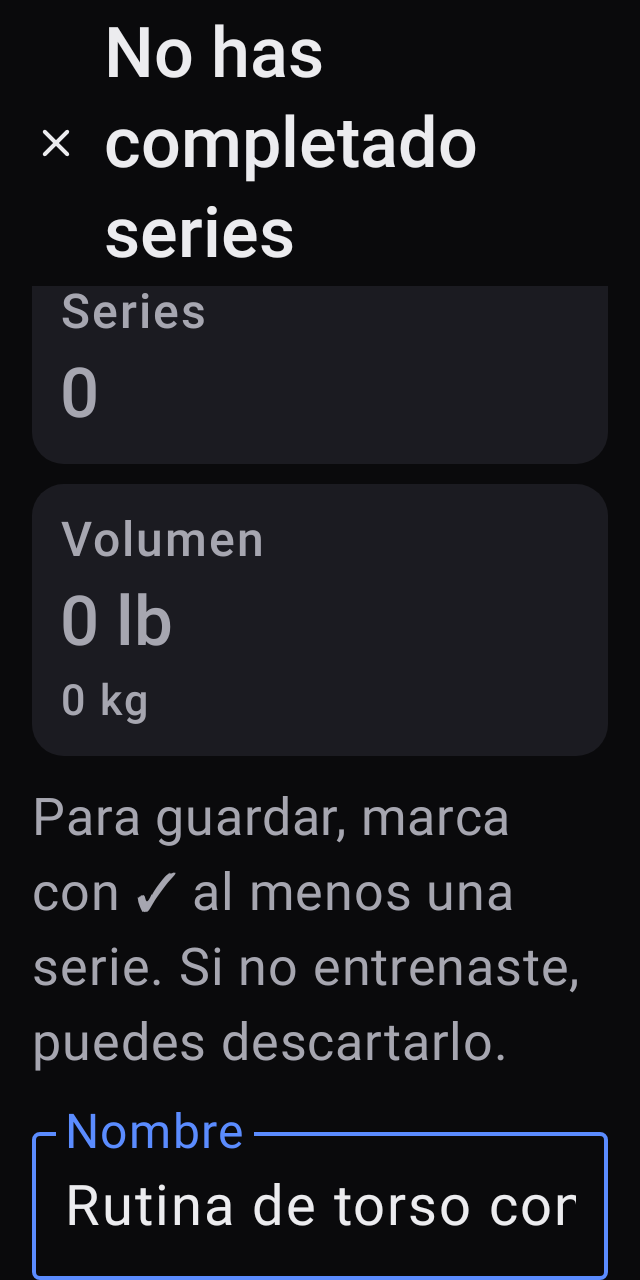 No has
completado
series
Series
0
Volumen
0 lb
0 kg
Para guardar, marca
con ✓ al menos una
serie. Si no entrenaste,
puedes descartarlo.
Nombre
Rutina de torso